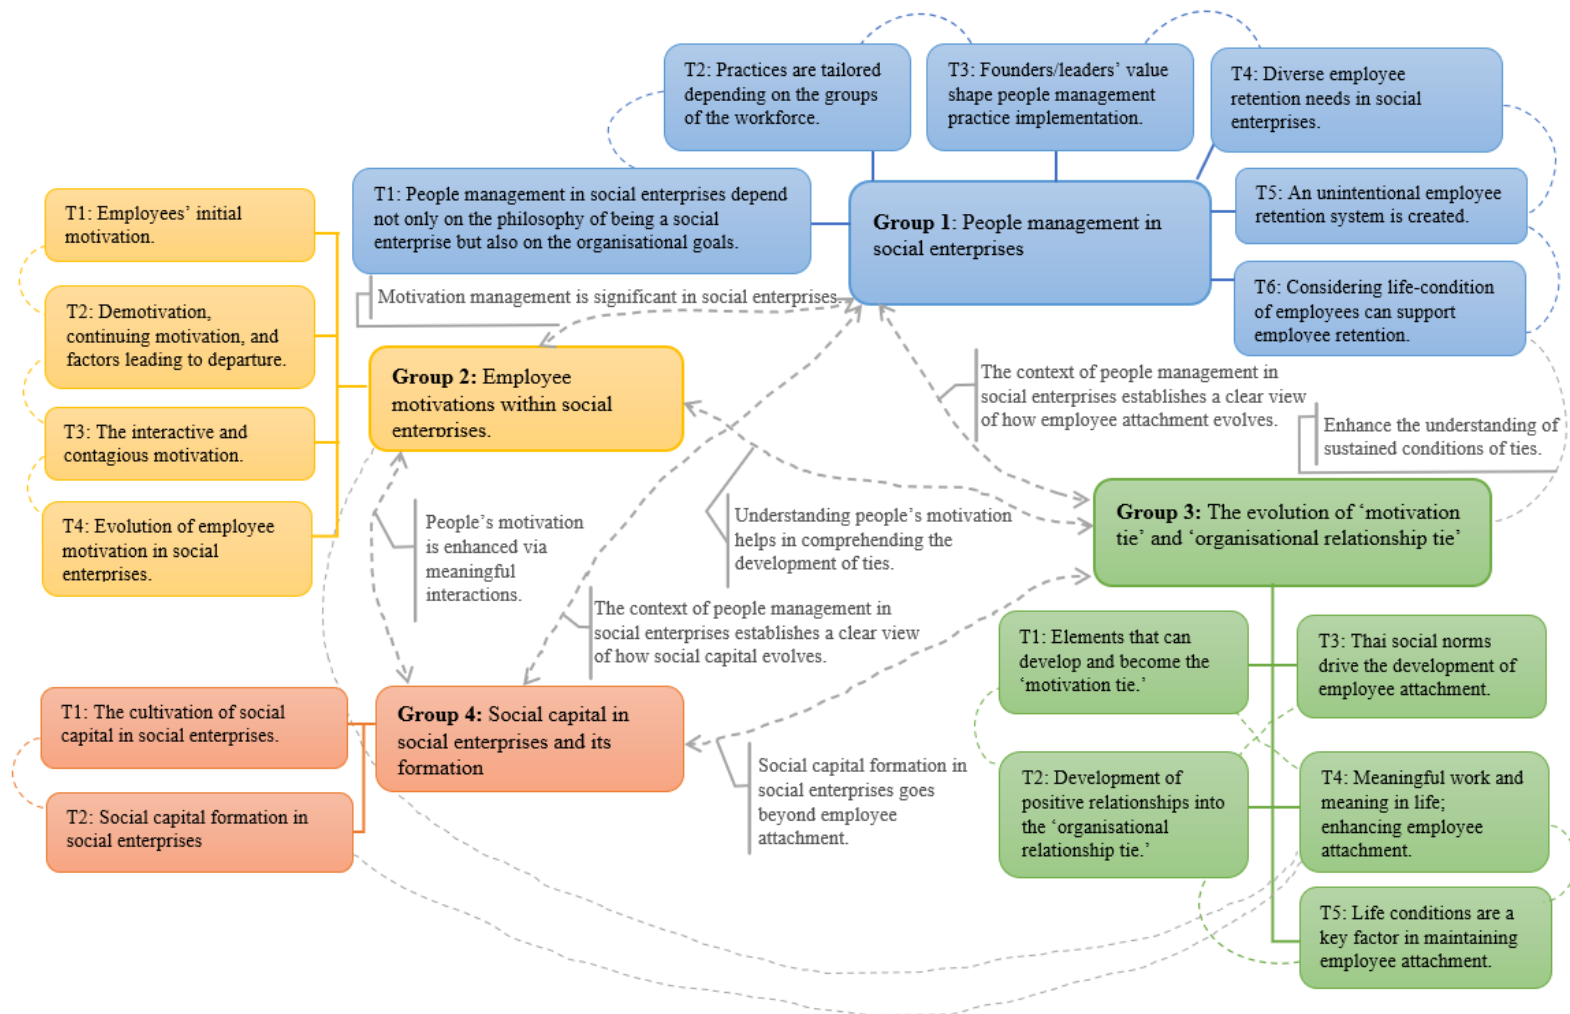 T2: Practices are tailored
depending on the groups
of the workforce.
T3: Founders/leaders’ value
shape people management
practice implementation.
T4: Diverse employee
retention needs in social
enterprises.
T1: People management in social enterprises depend
not only on the philosophy of being a social
enterprise but also on the organisational goals.
Group 1: People management in
social enterprises
T5: An unintentional employee
retention system is created.
T6: Considering life-condition
of employees can support
employee retention.
T1: Employees’ initial
motivation.
T2: Demotivation,
continuing motivation, and
factors leading to departure.
T3: The interactive and
contagious motivation.
T4: Evolution of employee
motivation in social
enterprises.
Motivation management is significant in social enterprises.
Group 2: Employee
motivations within social
enterprises.
The context of people management in
social enterprises establishes a clear view
of how employee attachment evolves.
Enhance the understanding of
sustained conditions of ties.
People’s motivation
is enhanced via
meaningful
interactions.
Understanding people’s motivation
helps in comprehending the
development of ties.
Group 3: The evolution of ‘motivation
tie’ and ‘organisational relationship tie’
The context of people management in
social enterprises establishes a clear view
of how social capital evolves.
T1: Elements that can
develop and become the
‘motivation tie.’
T3: Thai social norms
drive the development of
employee attachment.
T1: The cultivation of social
capital in social enterprises.
Group 4: Social capital in
social enterprises and its
formation
T2: Social capital formation in
social enterprises
Social capital formation in
social enterprises goes
beyond employee
attachment.
T2: Development of
positive relationships into
the ‘organisational
relationship tie.’
T4: Meaningful work and
meaning in life;
enhancing employee
attachment.
T5: Life conditions are a
key factor in maintaining
employee attachment.